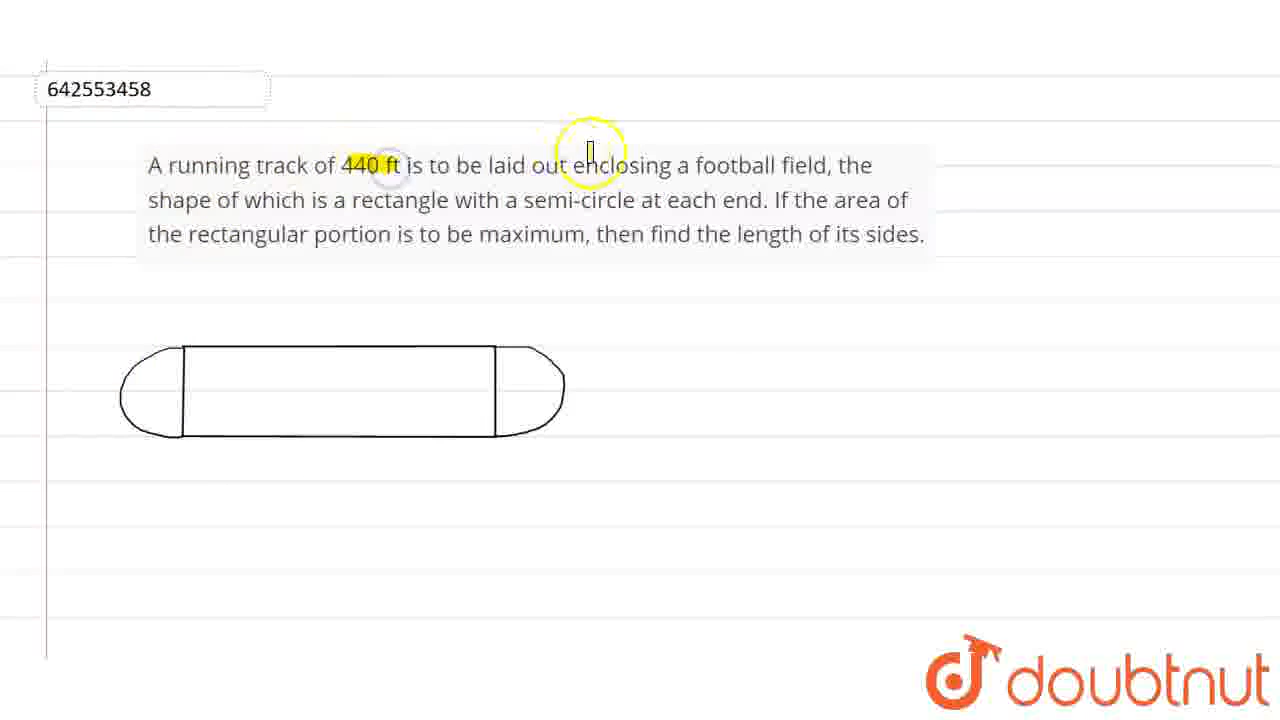 642553458
A running track of 440 ft is to be laid out enclosing a football field, the
shape of which is a rectangle with a semi-circle at each end. If the area of
the rectangular portion is to be maximum, then find the length of its sides.
doubtnut